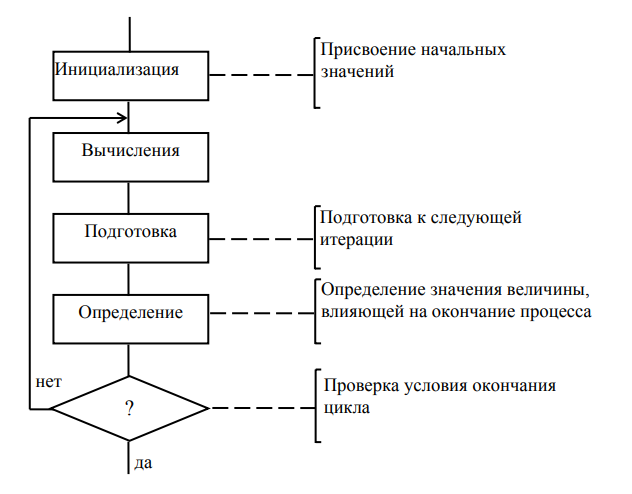 Инициализация
Присвоение начальных
значений
Вычисления
Подготовка
Подготовка к следующей
итерации
Определение
Определение значения величины,
влияющей на окончание процесса
нет
?
Проверка условия окончания
цикла
да